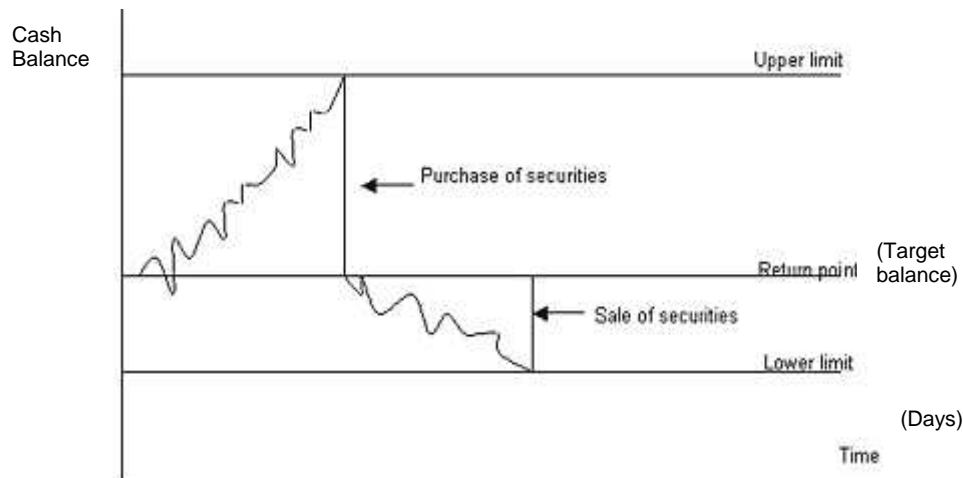 Cash
Balance
Upper limit
Purchase of securities
Return point
(Target
balance)
Sale of securities
Lower limit
(Days)
Time